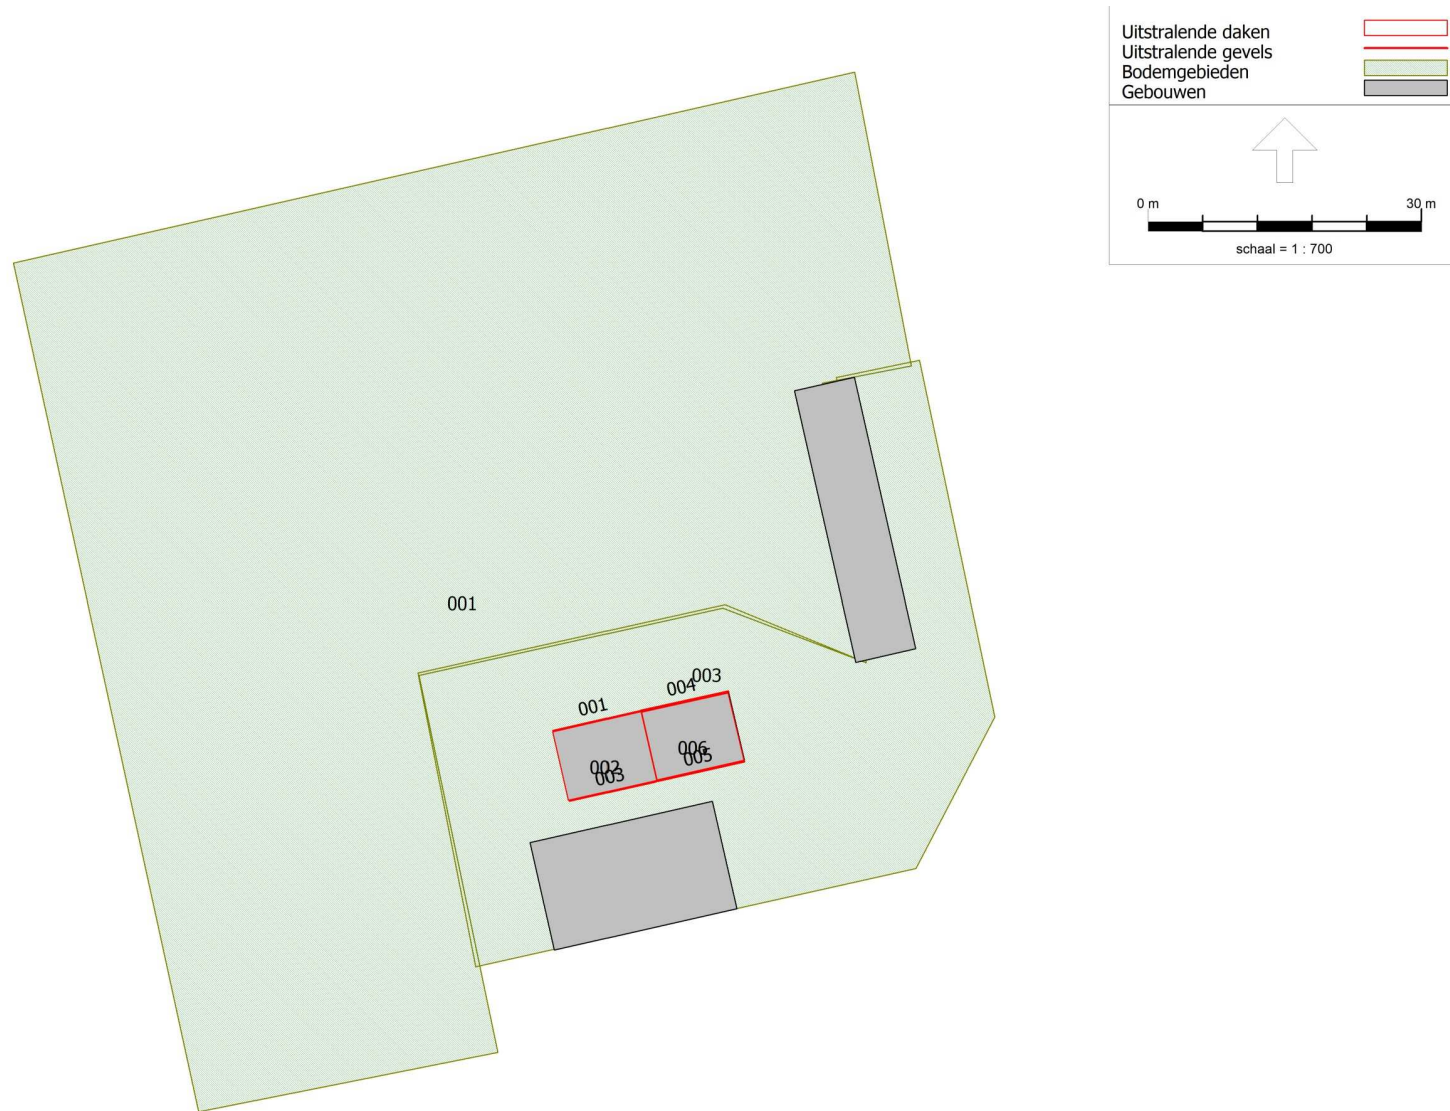 Uitstralende daken
Uitstralende gevels
Bodemgebieden
Gebouwen
0 m 30 m
schaal = 1 : 700
001
003
004
001
006
005
002
003